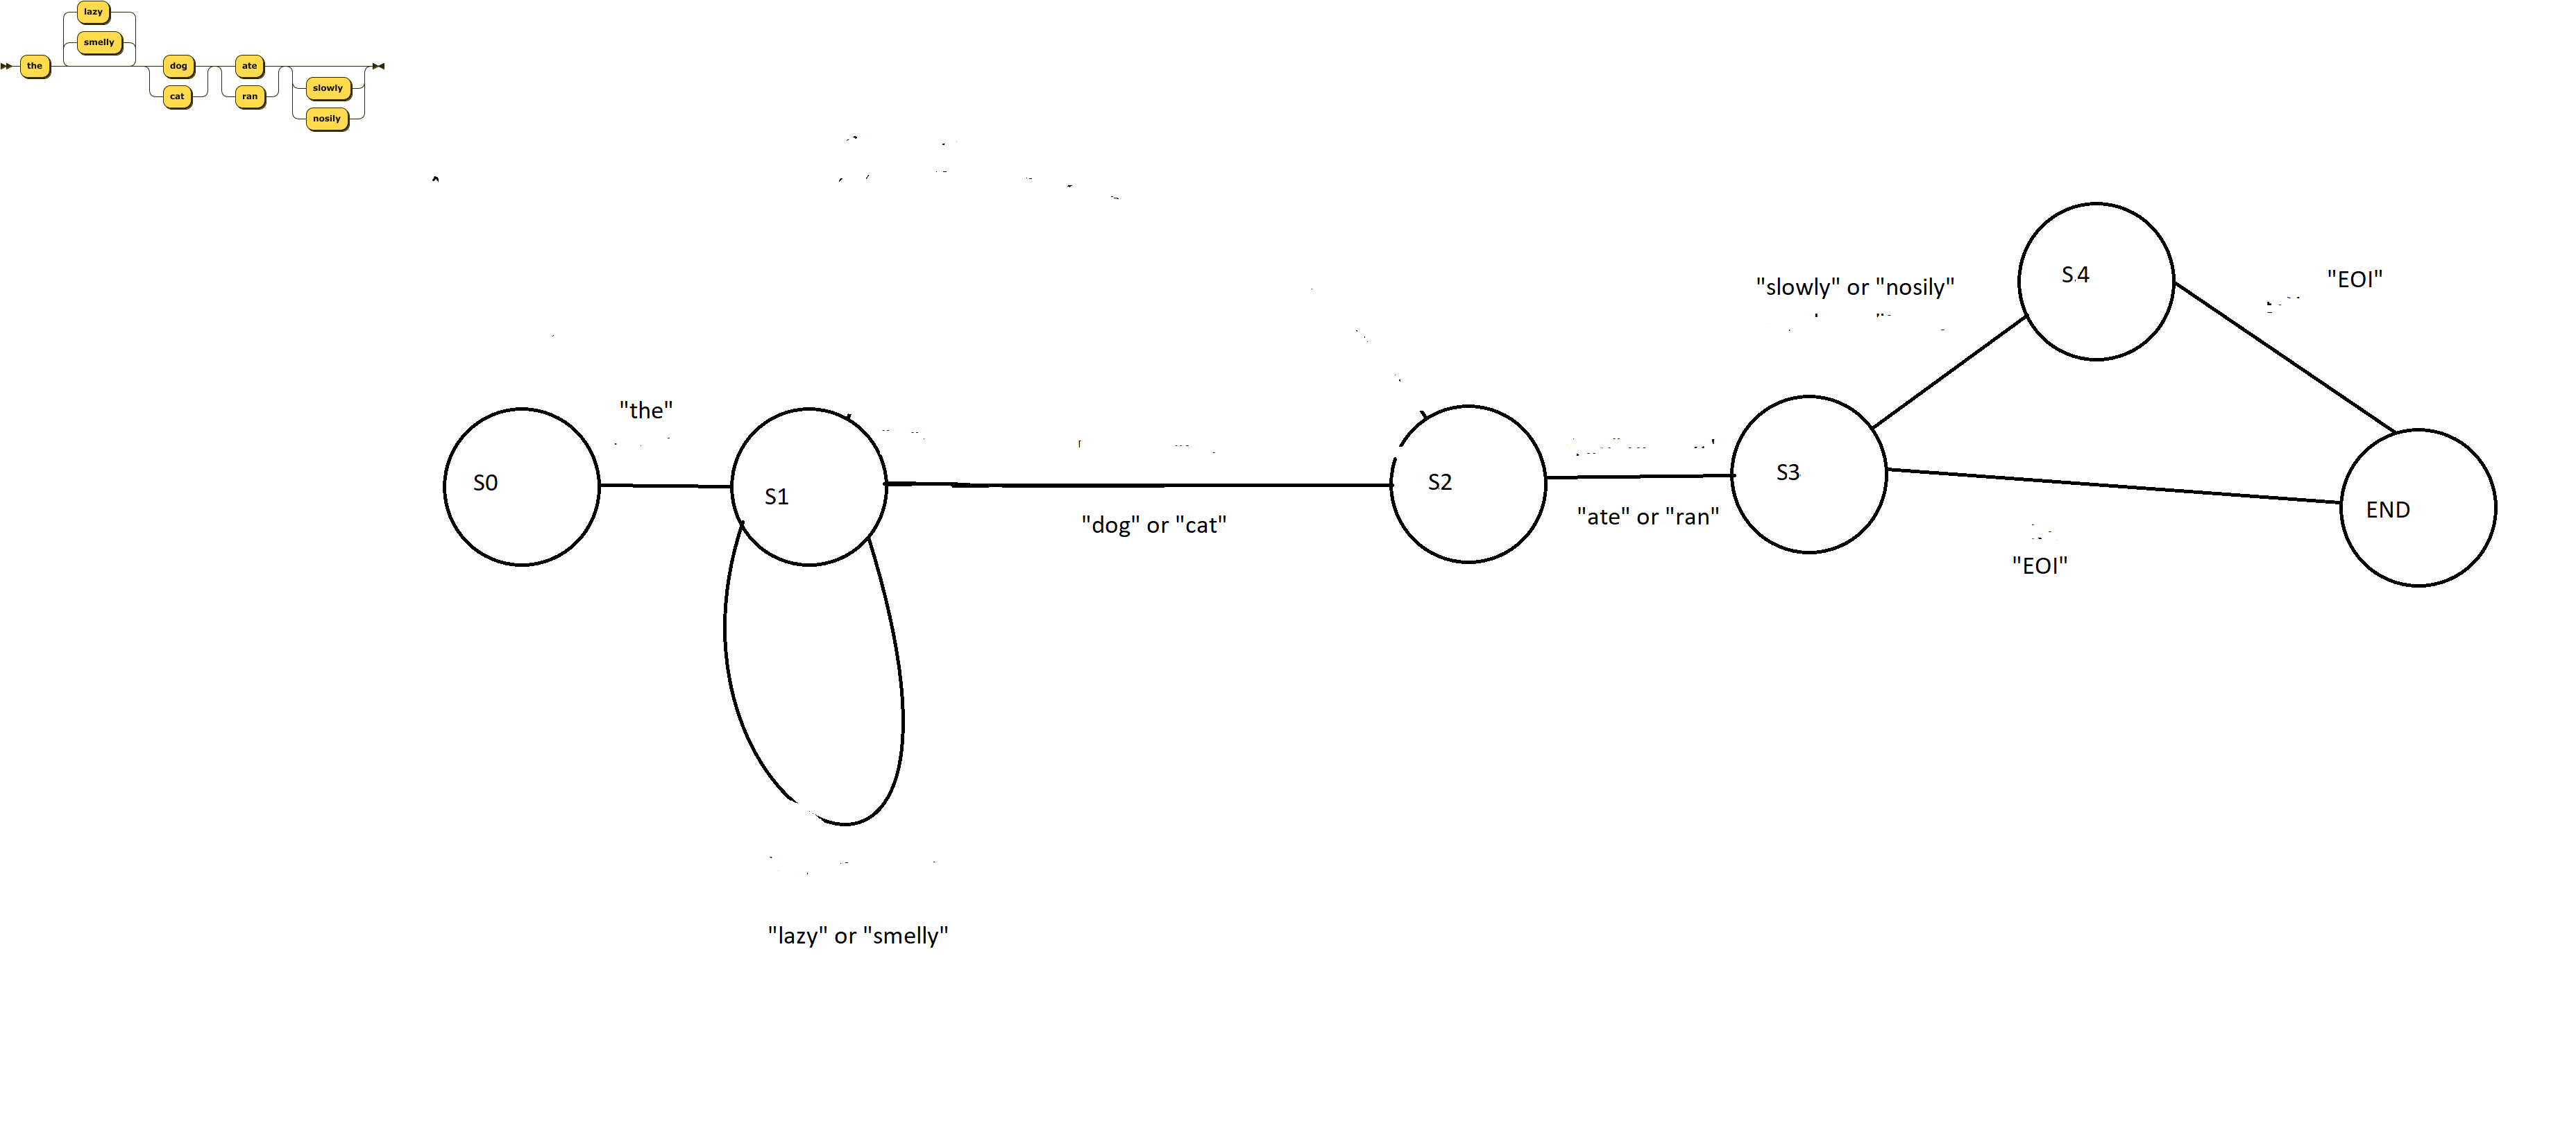 lazy
smelly
the
dog
ate
cat
ran
slowly
nosily
S4
"slowly" or "nosily"
"EOI"
"the"
S0
S1
S2
S3
"dog" or "cat"
"ate" or "ran"
END
"EOI"
"lazy" or "smelly"